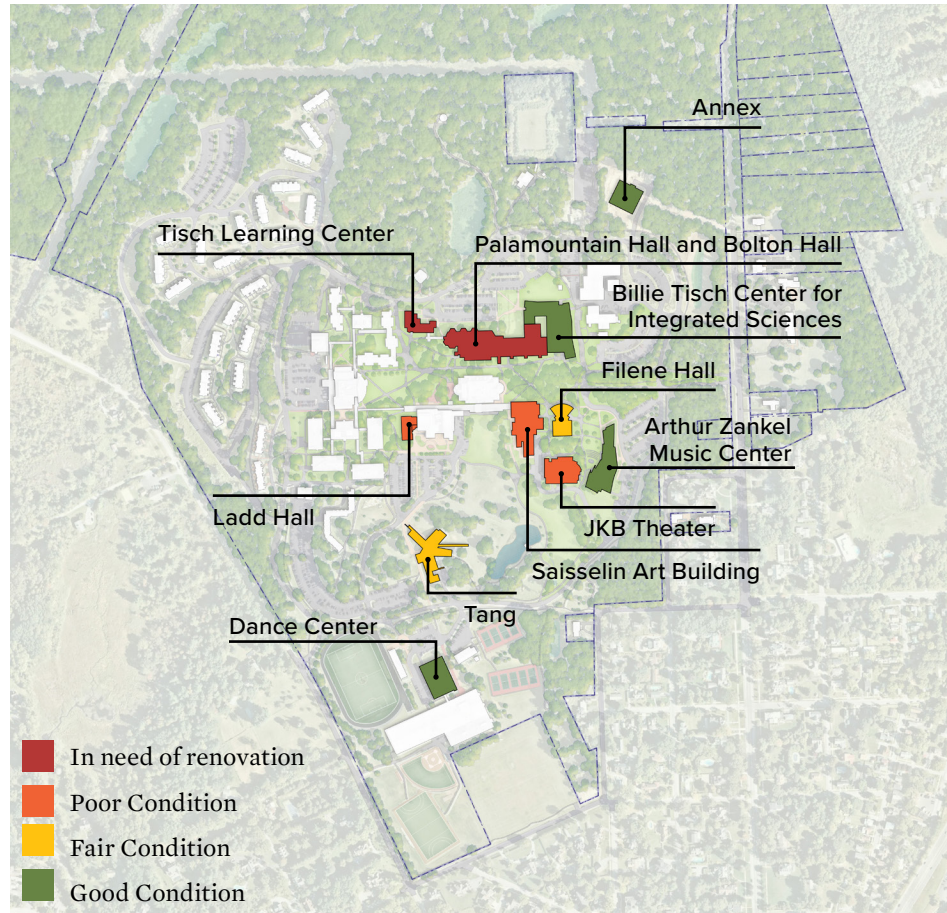 Annex
Tisch Learning Center
Palamountain Hall and Bolton Hall
Billie Tisch Center for
Integrated Sciences
Filene Hall
Arthur Zankel
Music Center
Ladd Hall
JKB Theater
Saisselin Art Building
Tang
Dance Center
In need of renovation
Poor Condition
Fair Condition
Good Condition